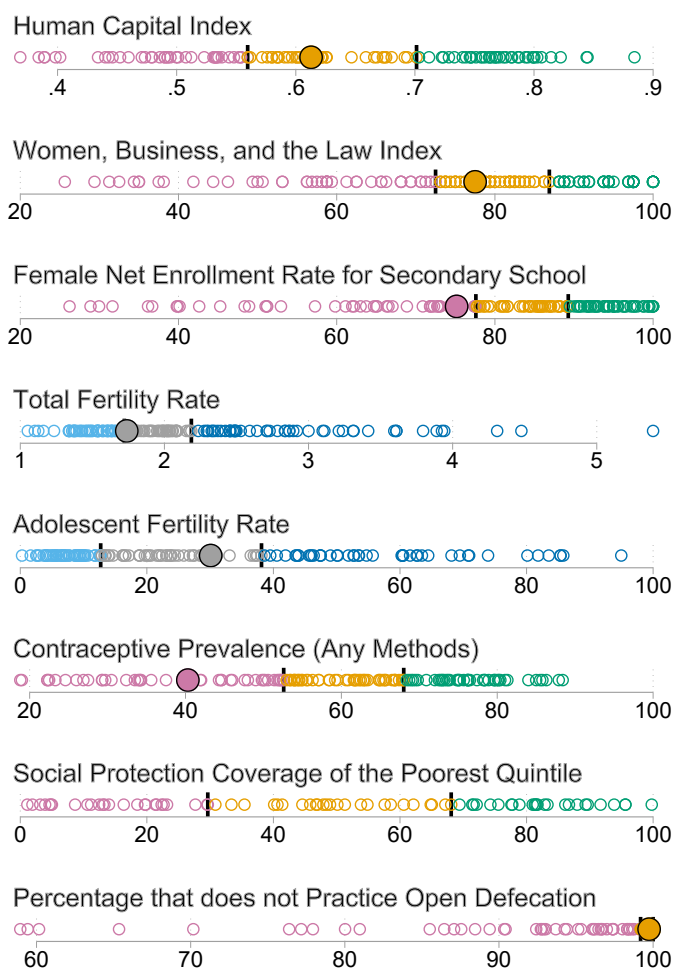 Human Capital Index
.4 .5 .6 .7 .8 .9
Women, Business, and the Law Index
20 40 60 80 100
Female Net Enrollment Rate for Secondary School
20 40 60 80 100
Total Fertility Rate
1 2 3 4 5
Adolescent Fertility Rate
0 20 40 60 80 100
Contraceptive Prevalence (Any Methods)
20 40 60 80 100
Social Protection Coverage of the Poorest Quintile
0 20 40 60 80 100
Percentage that does not Practice Open Defecation
60 70 80 90 100